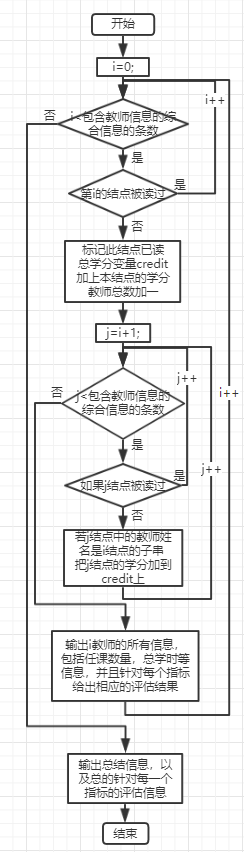 开始
i=0;
i++
否
i<包含教师信息的综
合信息的条数
是
第i的结点被读过
是
否
标记此结点已读
总学分变量credit
加上本结点的学分
教师总数加一
j=i+1;
j++
i++
否
j<包含教师信息的
综合信息的条数
是
j++
如果j结点被读过
是
否
若j结点中的教师姓
名是i结点的子串
把j结点的学分加到
credit上
输出i教师的所有信息，
包括任课数量，总学时等
信息，并且针对每个指标
给出相应的评估结果
输出总结信息，以
及总的针对每一个
指标的评估信息
结束